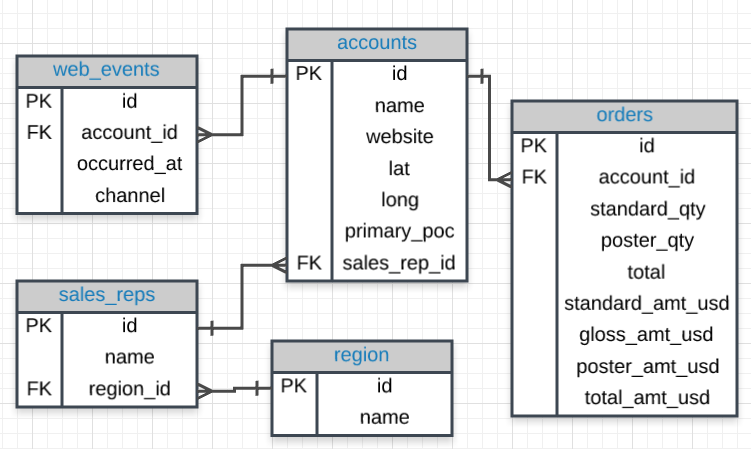 web_events
PK id
FK account_id
occurred_at
channel
accounts
PK id
name
website
lat
long
primary_poc
FK sales_rep_id
orders
PK id
FK account_id
standard_qty
poster_qty
total
standard_amt_usd
gloss_amt_usd
poster_amt_usd
total_amt_usd
sales_reps
PK id
name
FK region_id
region
PK id
name